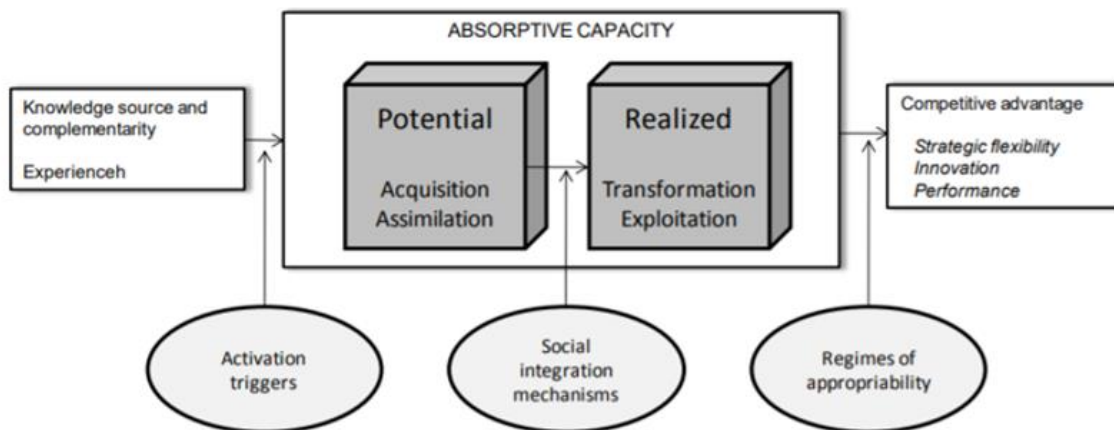 ABSORPTIVE CAPACITY
Knowledge source and
complementarity
Experienceh
Potential
Acquisition
Assimilation
Realized
Transformation
Exploitation
Competitive advantage
Strategic flexibility
Innovation
Performance
Activation
triggers
Social
integration
mechanisms
Regimes of
appropriability